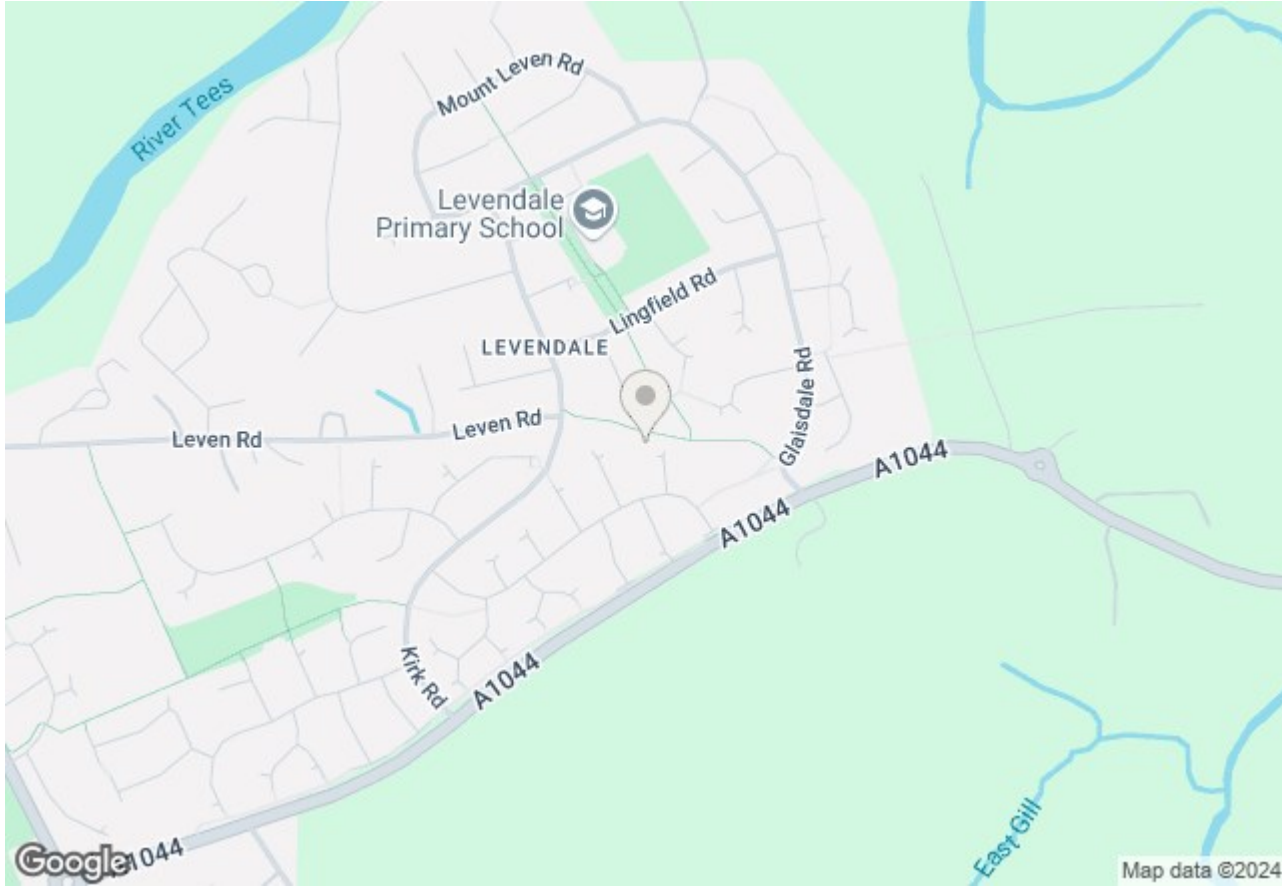 Mount Leven Rd
River Tees
Levendale
Primary School
Lingfield Rd
LEVENDALE
Glaisdale Rd
Leven Rd
Leven Rd
A1044
A1044
Kirk Rd
A1044
East Gill
A1044
Google
Map data ©2024